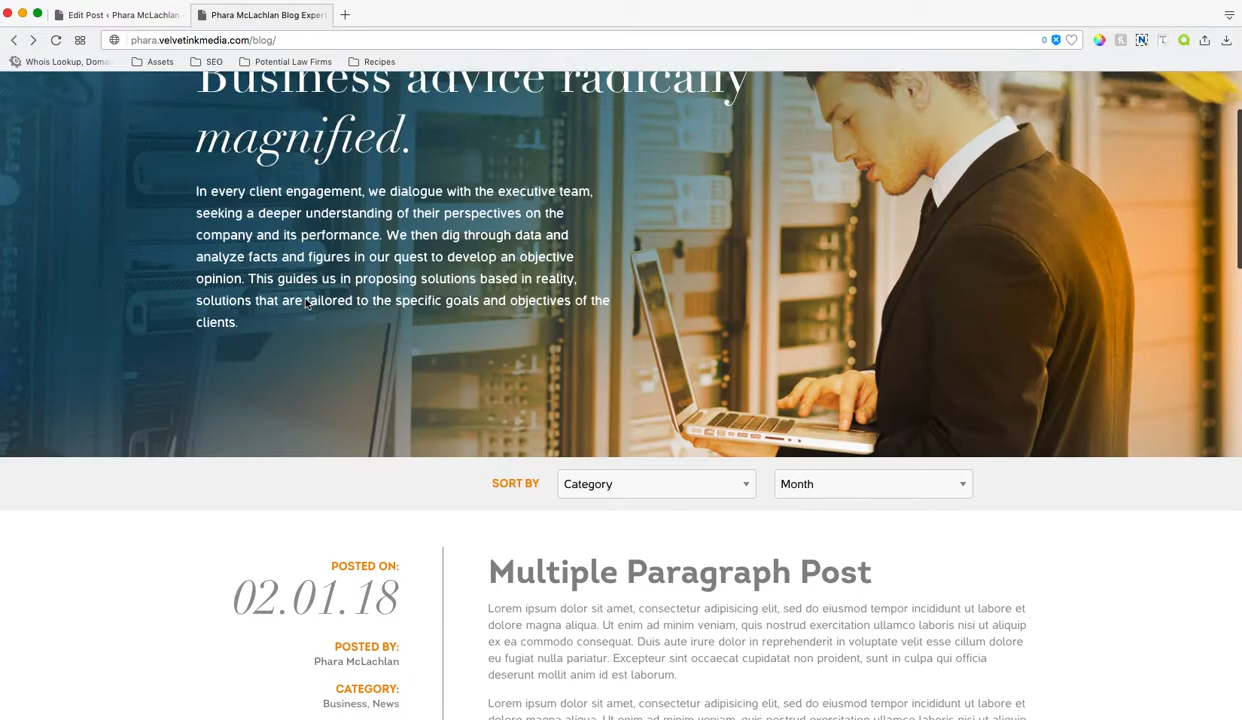 Edit Post ‹ Phara McLachlan
Phara McLachlan Blog Expert
phara.velvetinkmedia.com/blog/
0
Whois Lookup, Doma
Assets
SEO
Potential Law Firms
Recipes
Business advice radically
magnified.
In every client engagement, we dialogue with the executive team,
seeking a deeper understanding of their perspectives on the
company and its performance. We then dig through data and
analyze facts and figures in our quest to develop an objective
opinion. This guides us in proposing solutions based in reality,
solutions that are tailored to the specific goals and objectives of the
clients.
SORT BY
Category
Month
POSTED ON:
02.01.18
POSTED BY:
Phara McLachlan
CATEGORY:
Business, News
Multiple Paragraph Post
Lorem ipsum dolor sit amet, consectetur adipisicing elit, sed do eiusmod tempor incididunt ut labore et
dolore magna aliqua. Ut enim ad minim veniam, quis nostrud exercitation ullamco laboris nisi ut aliquip
ex ea commodo consequat. Duis aute irure dolor in reprehenderit in voluptate velit esse cillum dolore
eu fugiat nulla pariatur. Excepteur sint occaecat cupidatat non proident, sunt in culpa qui officia
deserunt mollit anim id est laborum.
Lorem ipsum dolor sit amet, consectetur adipisicing elit, sed do eiusmod tempor incididunt ut labore et
dolore magna aliqua. Ut enim ad minim veniam, quis nostrud exercitation ullamco laboris nisi ut aliquip